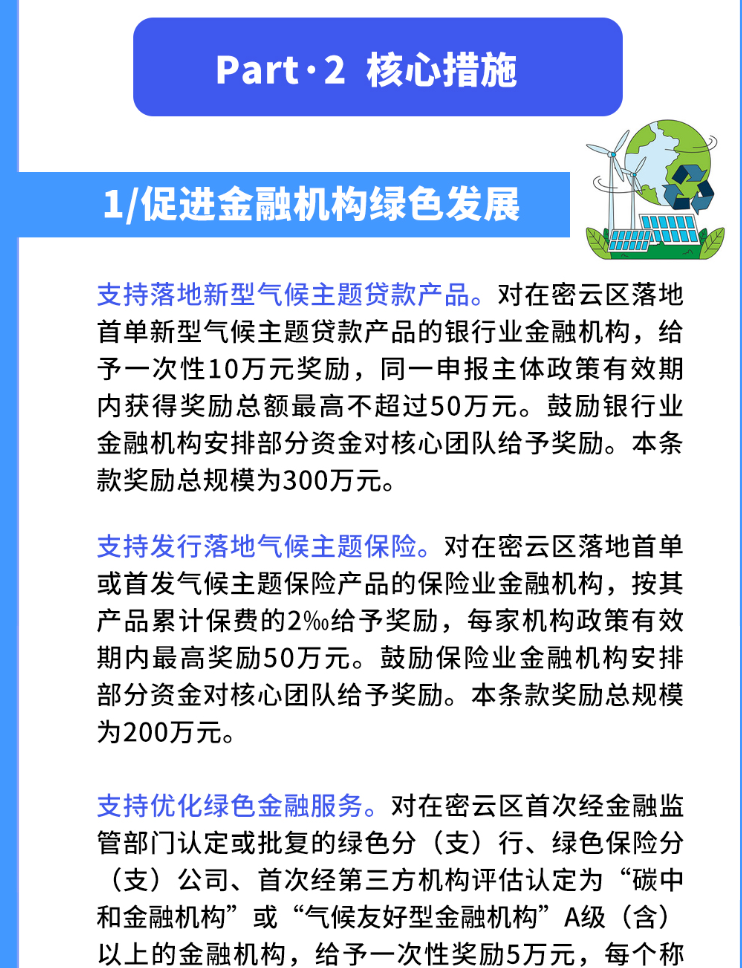 Part·2 核心措施
1/促进金融机构绿色发展
支持落地新型气候主题贷款产品。对在密云区落地
首单新型气候主题贷款产品的银行业金融机构，给
予一次性10万元奖励，同一申报主体政策有效期
内获得奖励总额最高不超过50万元。鼓励银行业
金融机构安排部分资金对核心团队给予奖励。本条
款奖励总规模为300万元。
支持发行落地气候主题保险。对在密云区落地首单
或首发气候主题保险产品的保险业金融机构，按其
产品累计保费的2‰给予奖励，每家机构政策有效
期内最高奖励50万元。鼓励保险业金融机构安排
部分资金对核心团队给予奖励。本条款奖励总规模
为200万元。
支持优化绿色金融服务。对在密云区首次经金融监
管部门认定或批复的绿色分（支）行、绿色保险分
（支）公司、首次经第三方机构评估认定为“碳中
和金融机构”或“气候友好型金融机构”A级（含）
以上的金融机构，给予一次性奖励5万元，每个称